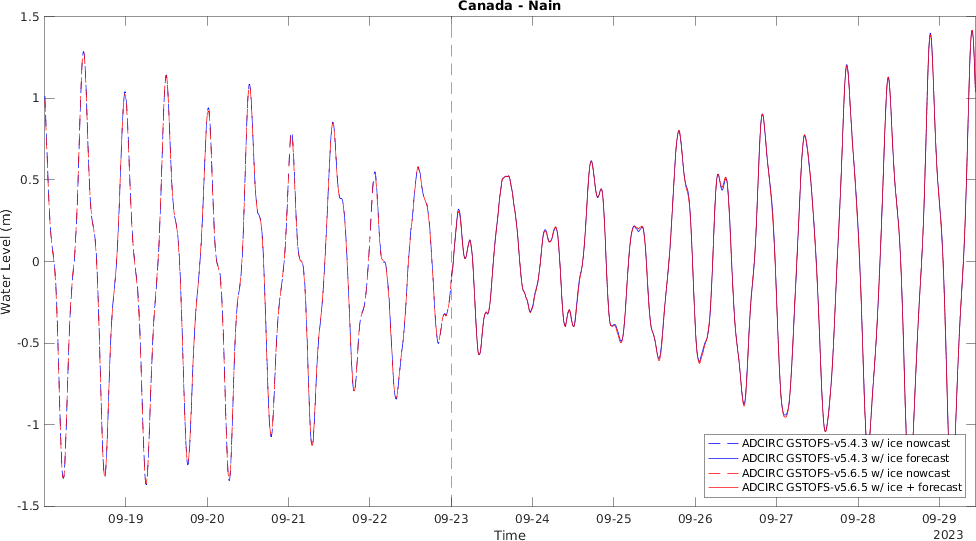 Canada - Nain
1.5
1
0.5
0
-0.5
-1
-1.5
Water Level (m)
ADCIRC GSTOFS-v5.4.3 w/ ice nowcast
ADCIRC GSTOFS-v5.4.3 w/ ice forecast
ADCIRC GSTOFS-v5.6.5 w/ ice nowcast
ADCIRC GSTOFS-v5.6.5 w/ ice + forecast
09-19 09-20 09-21 09-22 09-23 09-24 09-25 09-26 09-27 09-28 09-29
Time
2023